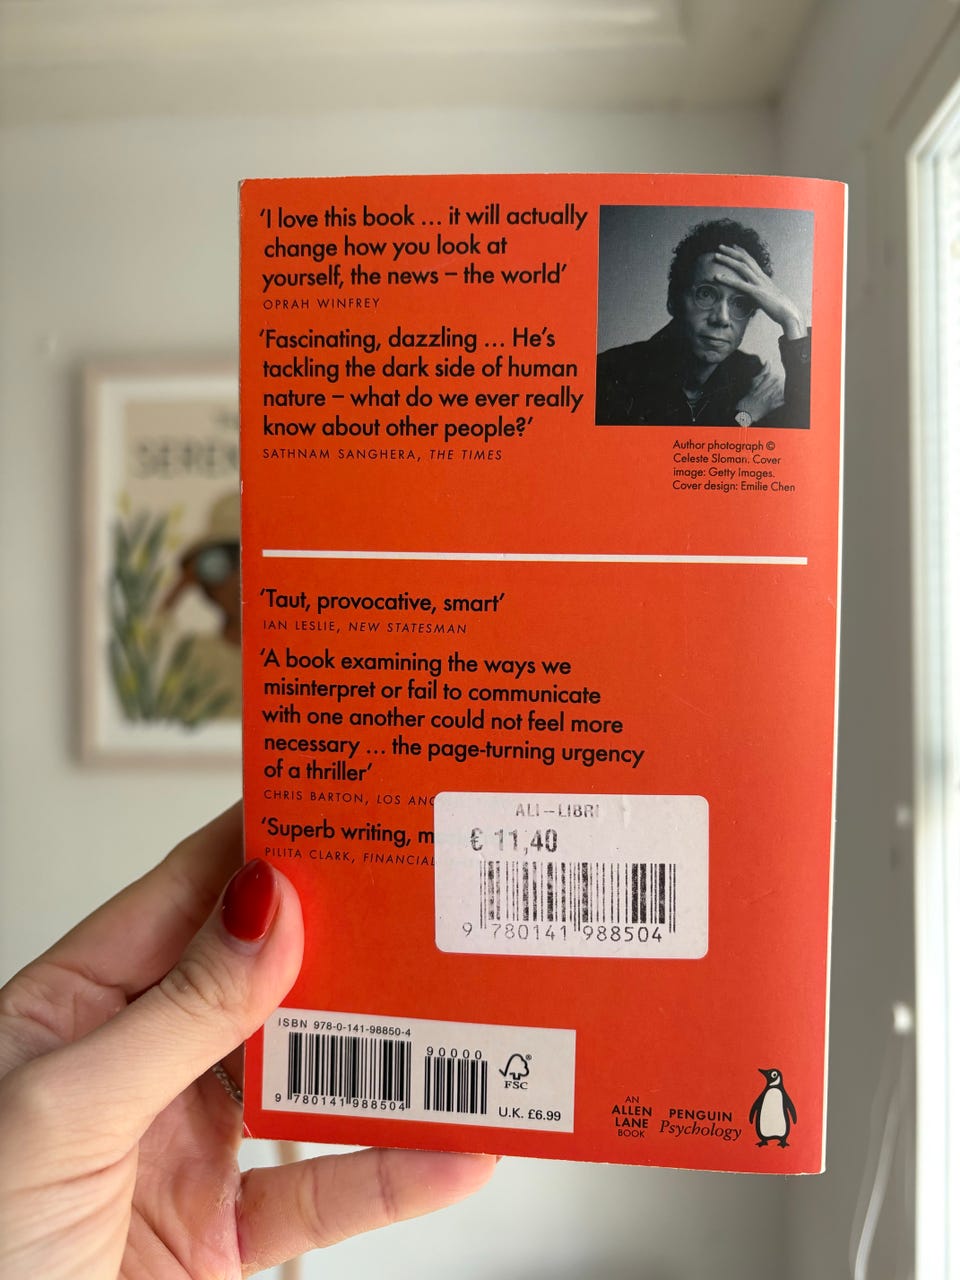 ‘I love this book … it will actually
change how you look at
yourself, the news – the world’
OPRAH WINFREY
‘Fascinating, dazzling … He’s
tackling the dark side of human
nature – what do we ever really
know about other people?’
SATHNAM SANGHERA, THE TIMES
Author photograph ©
Celeste Sloman. Cover
image: Getty Images.
Cover design: Emilie Chen
‘Taut, provocative, smart’
IAN LESLIE, NEW STATESMAN
‘A book examining the ways we
misinterpret or fail to communicate
with one another could not feel more
necessary … the page-turning urgency
of a thriller’
CHRIS BARTON, LOS
‘Superb writing,
PILITA CLARK, FINANCIAL
ALI--LIBRI
€ 11,40
9 780141 988504
ISBN 978-0-141-98850-4
90000
9 780141 988504
FSC®
U.K. £6.99
AN
ALLEN
LANE
BOOK
PENGUIN
Psychology